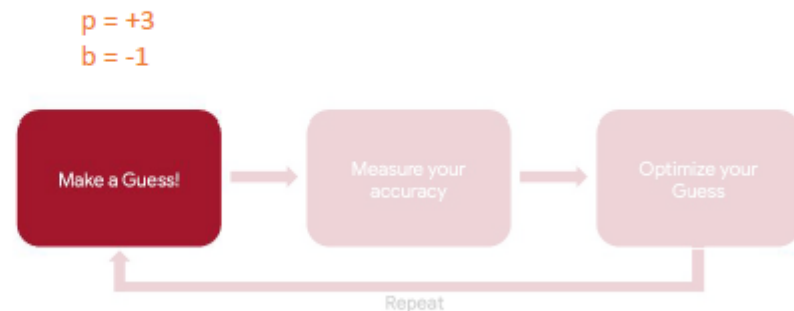 p = +3
b = -1
Make a Guess!
Measure your
accuracy
Optimize your
Guess
Repeat